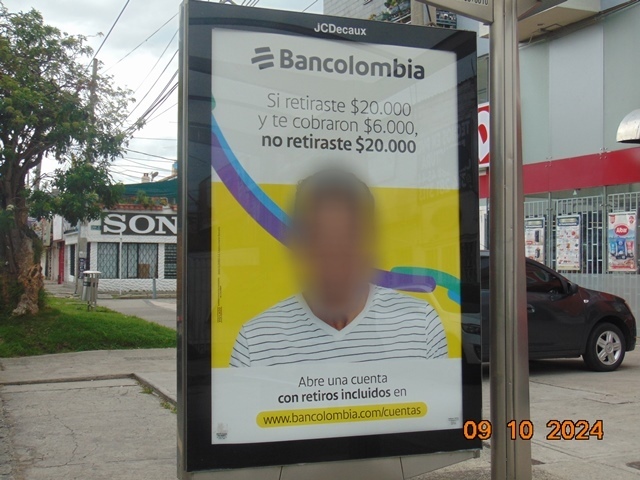 JCDecaux
Bancolombia
Si retiraste $20.000
y te cobraron $6.000,
no retiraste $20.000
SON
Abre una cuenta
con retiros incluidos en
www.bancolombia.com/cuentas
09 10 2024